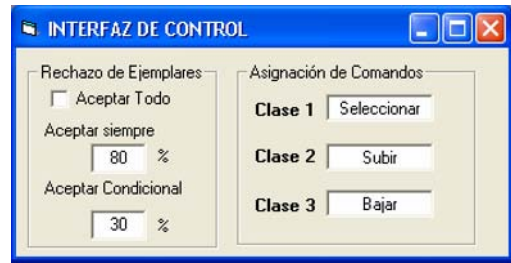 INTERFAZ DE CONTROL
Rechazo de Ejemplares
Aceptar Todo
Aceptar siempre
80 %
Aceptar Condicional
30 %
Asignación de Comandos
Clase 1 Seleccionar
Clase 2 Subir
Clase 3 Bajar